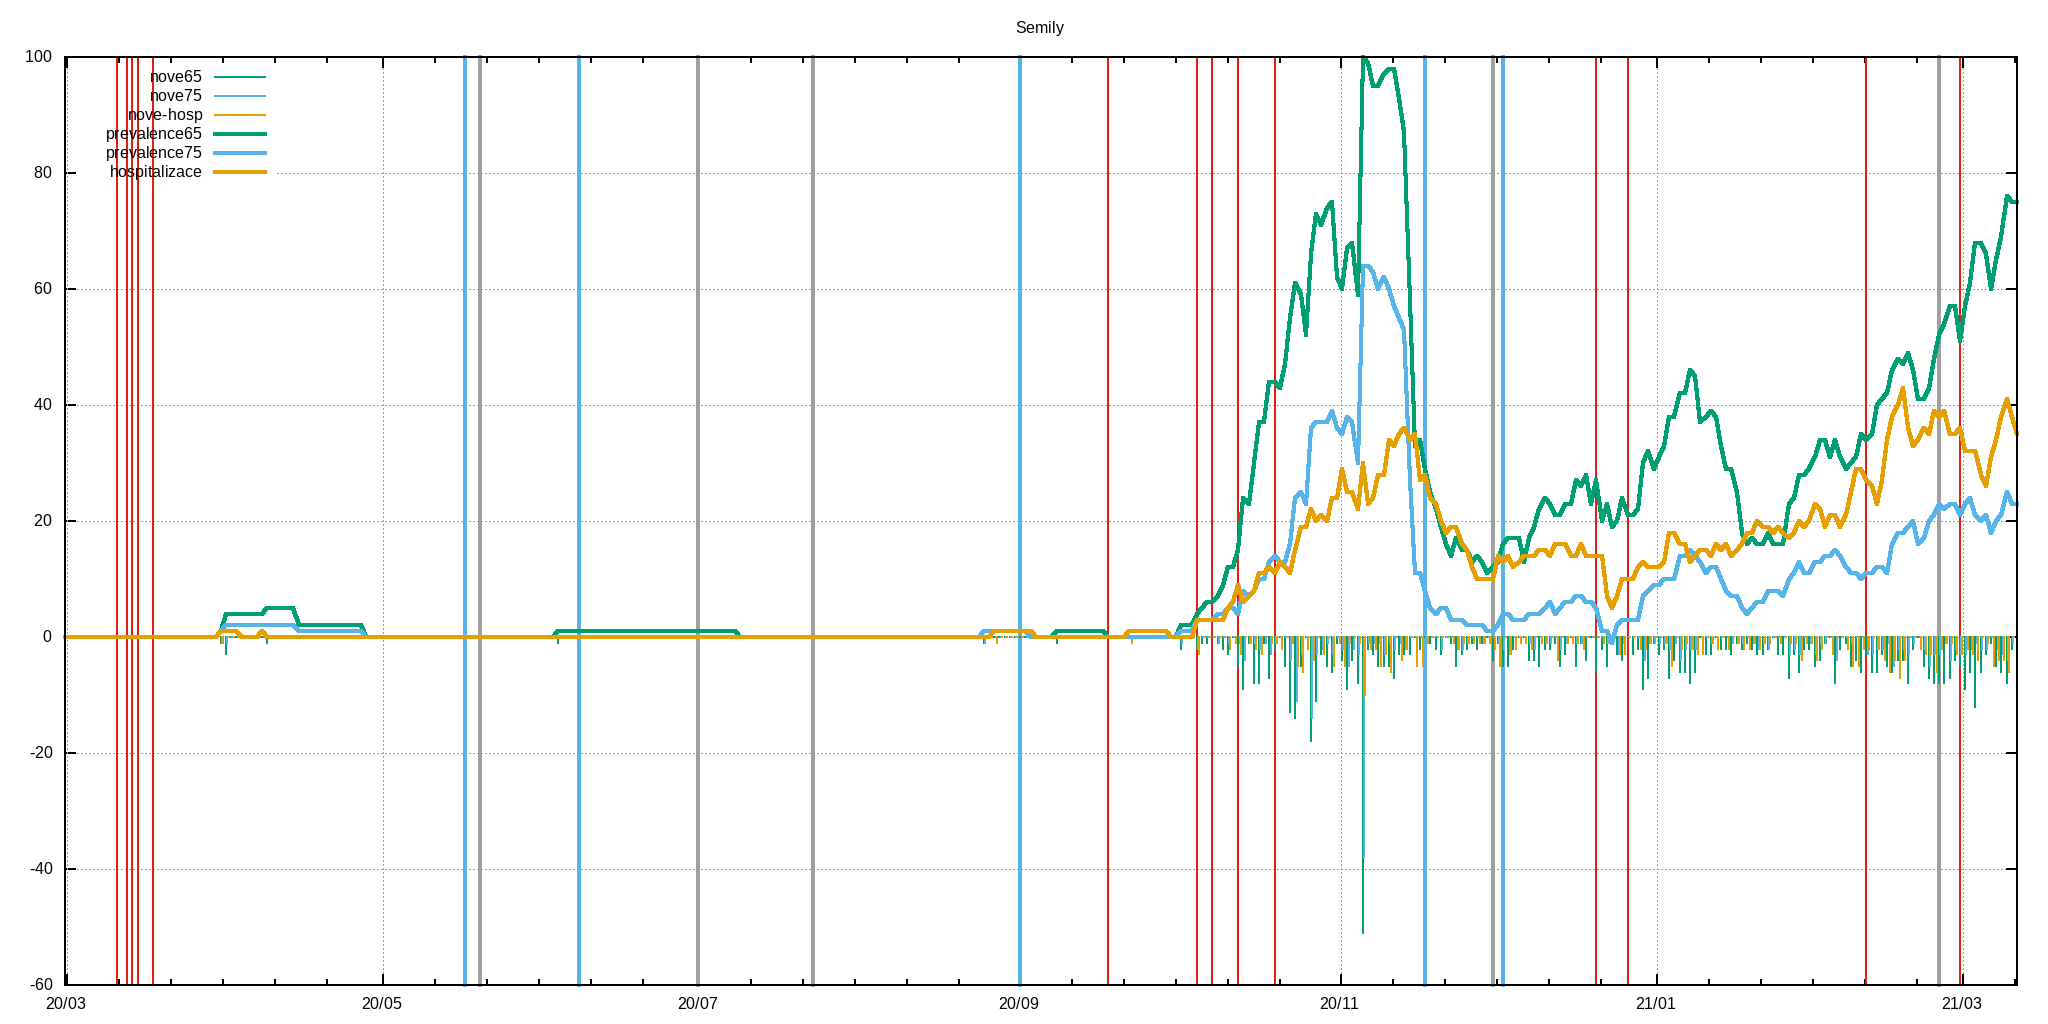 Semily
100
80
60
40
20
0
-20
-40
-60
nove65
nove75
nove-hosp
prevalence65
prevalence75
hospitalizace
20/03 20/05 20/07 20/09 20/11 21/01 21/03